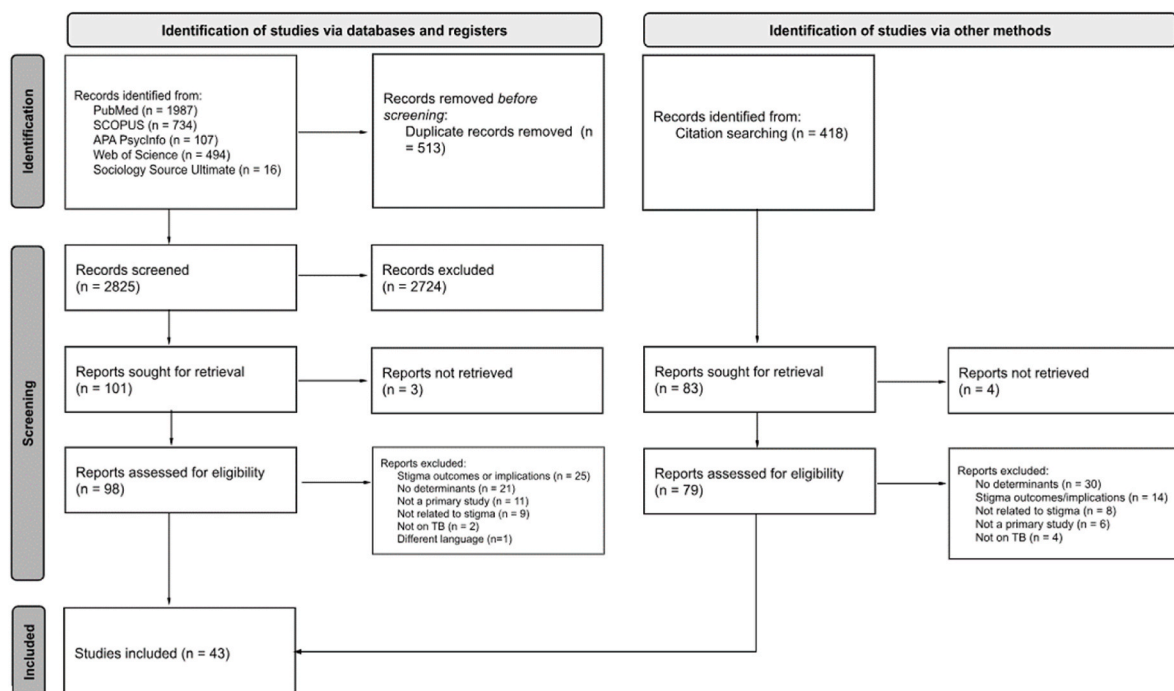 Identification of studies via databases and registers
Identification of studies via other methods
Identification
Records identified from:
PubMed (n = 1987)
SCOPUS (n = 734)
APA PsycInfo (n = 107)
Web of Science (n = 494)
Sociology Source Ultimate (n = 16)
Records removed before
screening:
Duplicate records removed (n
= 513)
Records identified from:
Citation searching (n = 418)
Screening
Records screened
(n = 2825)
Records excluded
(n = 2724)
Reports sought for retrieval
(n = 101)
Reports not retrieved
(n = 3)
Reports sought for retrieval
(n = 83)
Reports not retrieved
(n = 4)
Reports assessed for eligibility
(n = 98)
Reports excluded:
Stigma outcomes or implications (n = 25)
No determinants (n = 21)
Not a primary study (n = 11)
Not related to stigma (n = 9)
Not on TB (n = 2)
Different language (n=1)
Reports assessed for eligibility
(n = 79)
Reports excluded:
No determinants (n = 30)
Stigma outcomes/implications (n = 14)
Not related to stigma (n = 8)
Not a primary study (n = 6)
Not on TB (n = 4)
Included
Studies included (n = 43)